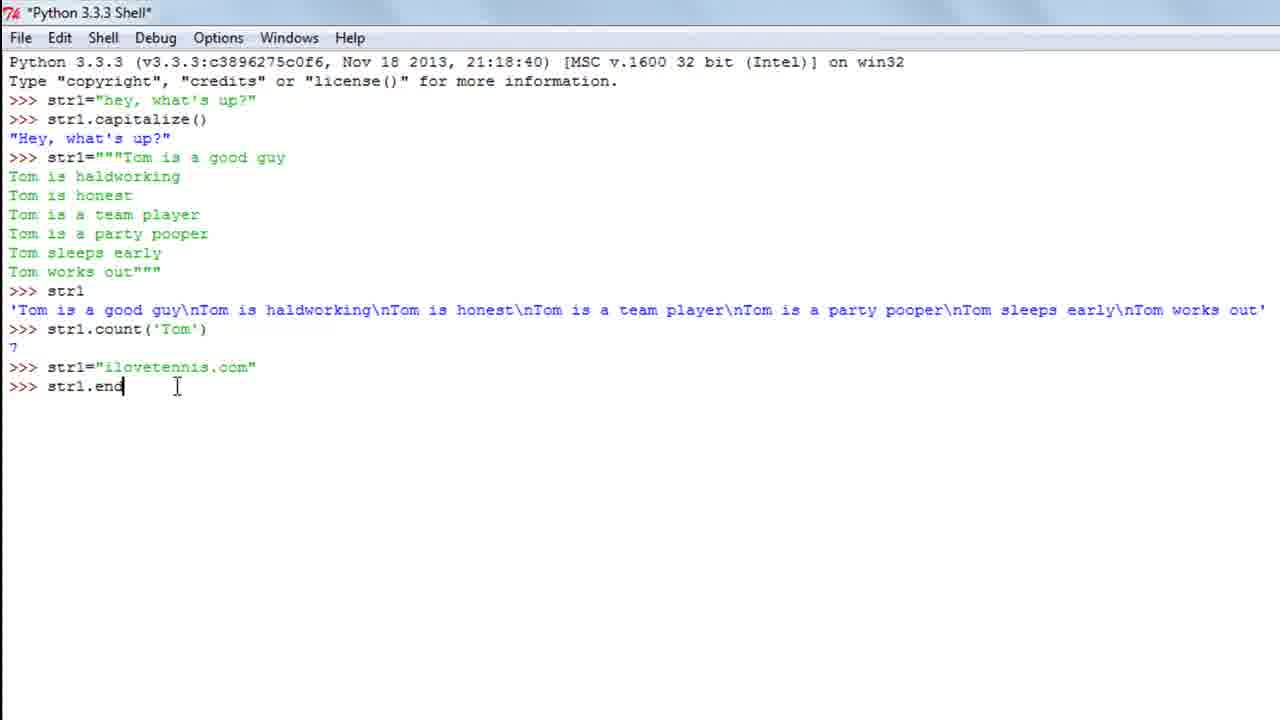 *Python 3.3.3 Shell*
File Edit Shell Debug Options Windows Help
Python 3.3.3 (v3.3.3:c3896275c0f6, Nov 18 2013, 21:18:40) [MSC v.1600 32 bit (Intel)] on win32
Type "copyright", "credits" or "license()" for more information.
>>> str1="hey, what's up?"
>>> str1.capitalize()
"Hey, what's up?"
>>> str1="""Tom is a good guy
Tom is haldworking
Tom is honest
Tom is a team player
Tom is a party pooper
Tom sleeps early
Tom works out"""
>>> str1
'Tom is a good guy\nTom is haldworking\nTom is honest\nTom is a team player\nTom is a party pooper\nTom sleeps early\nTom works out'
>>> str1.count('Tom')
7
>>> str1="ilovetennis.com"
>>> str1.end